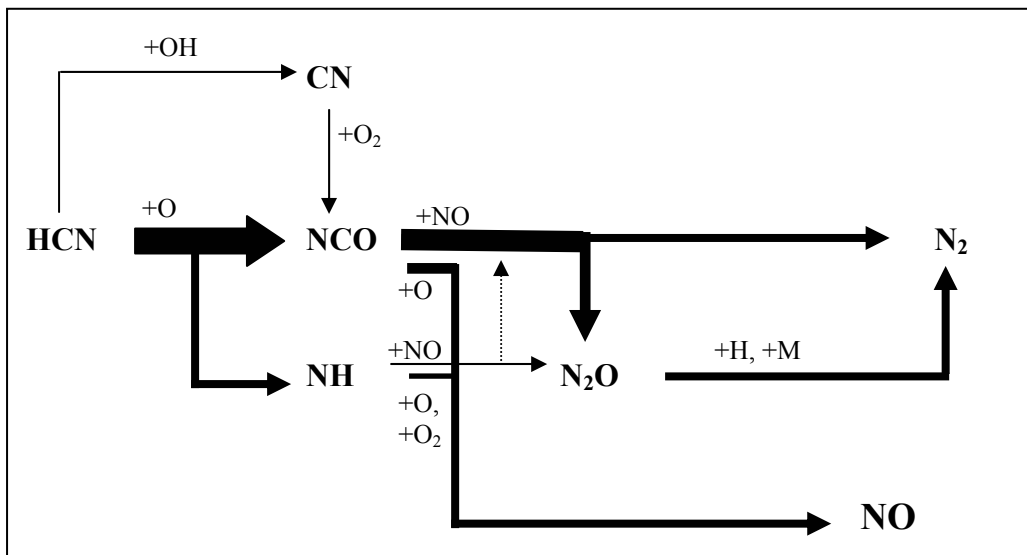 +OH
CN
+O₂
+O
+NO
HCN
NCO
N₂
+O
+NO
+H, +M
NH
N₂O
+O,
+O₂
NO